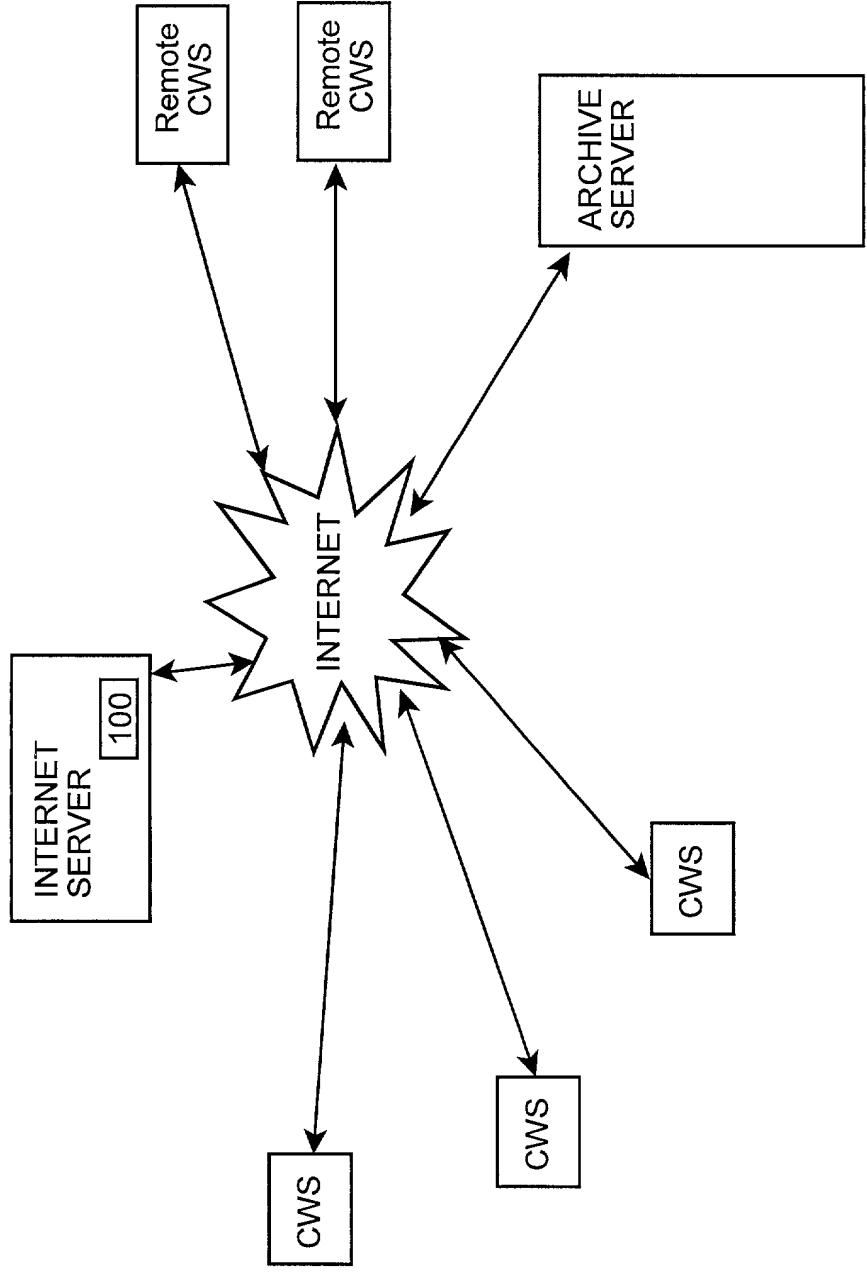 INTERNET
SERVER
100
Remote
CWS
CWS
INTERNET
Remote
CWS
CWS
ARCHIVE
SERVER
CWS